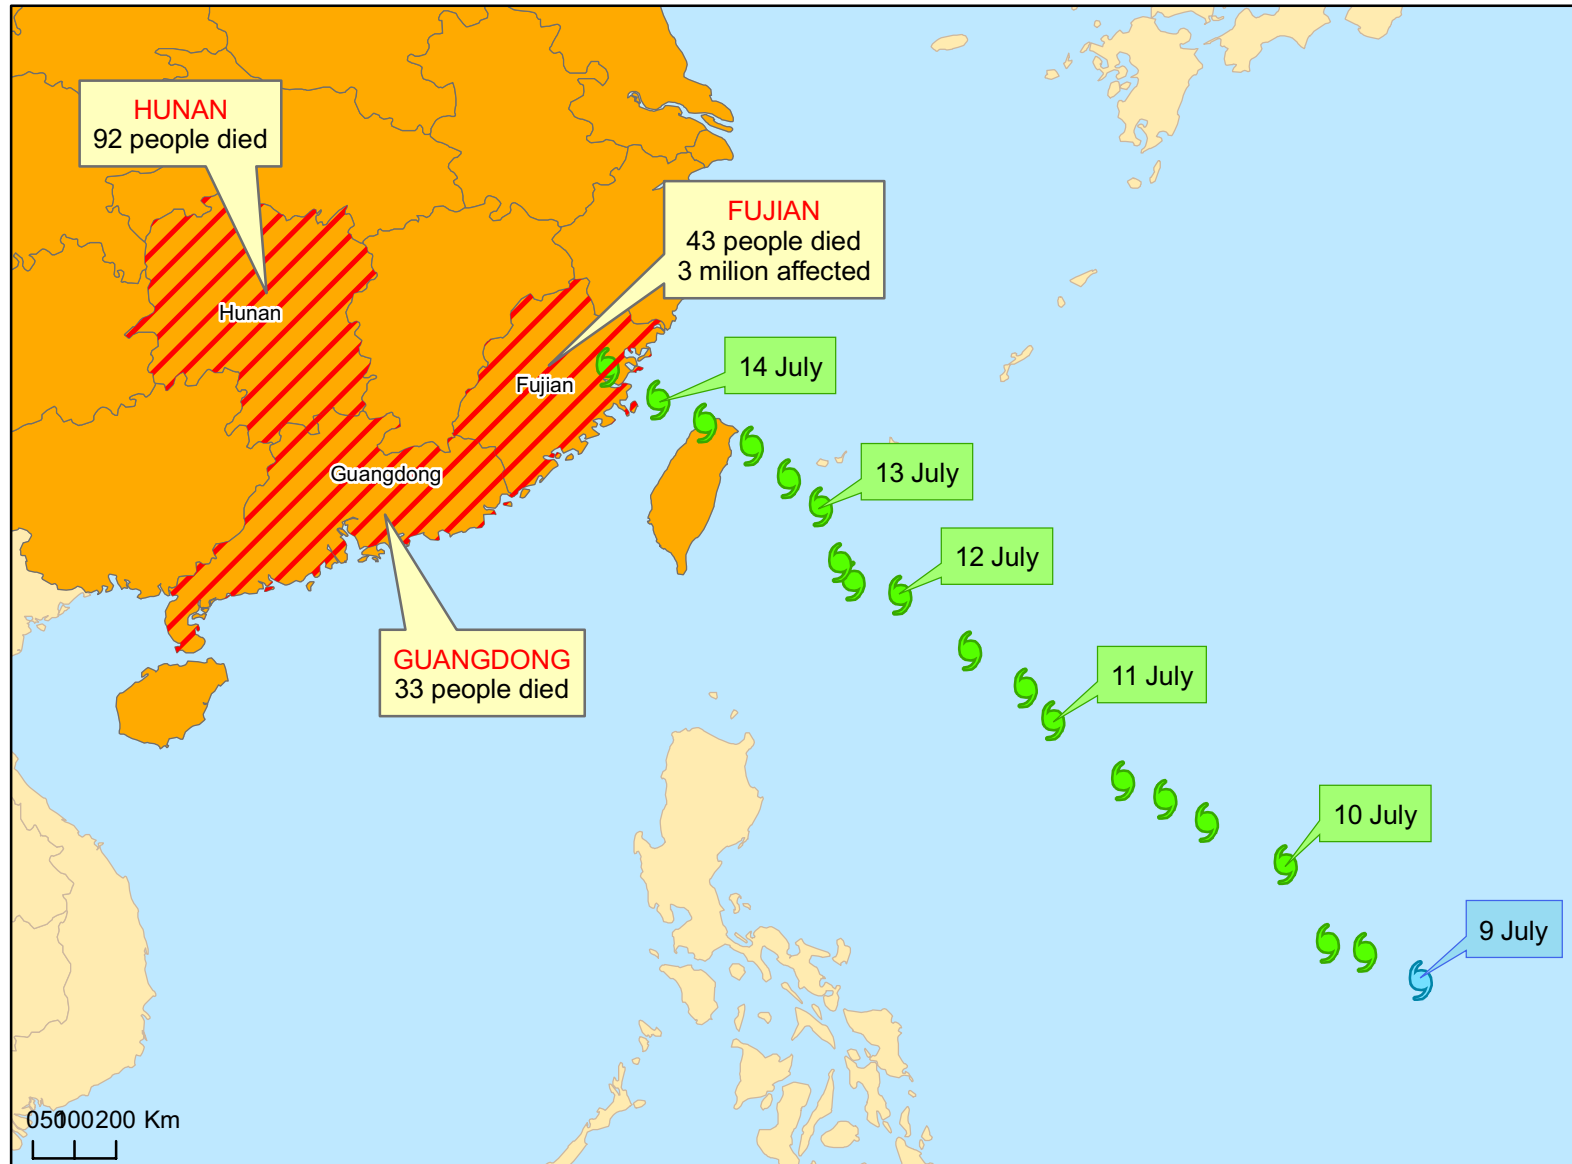 HUNAN
92 people died
FUJIAN
43 people died
3 milion affected
Hunan
14 July
Fujian
13 July
Guangdong
12 July
GUANGDONG
33 people died
11 July
10 July
9 July
0 50 100 200 Km